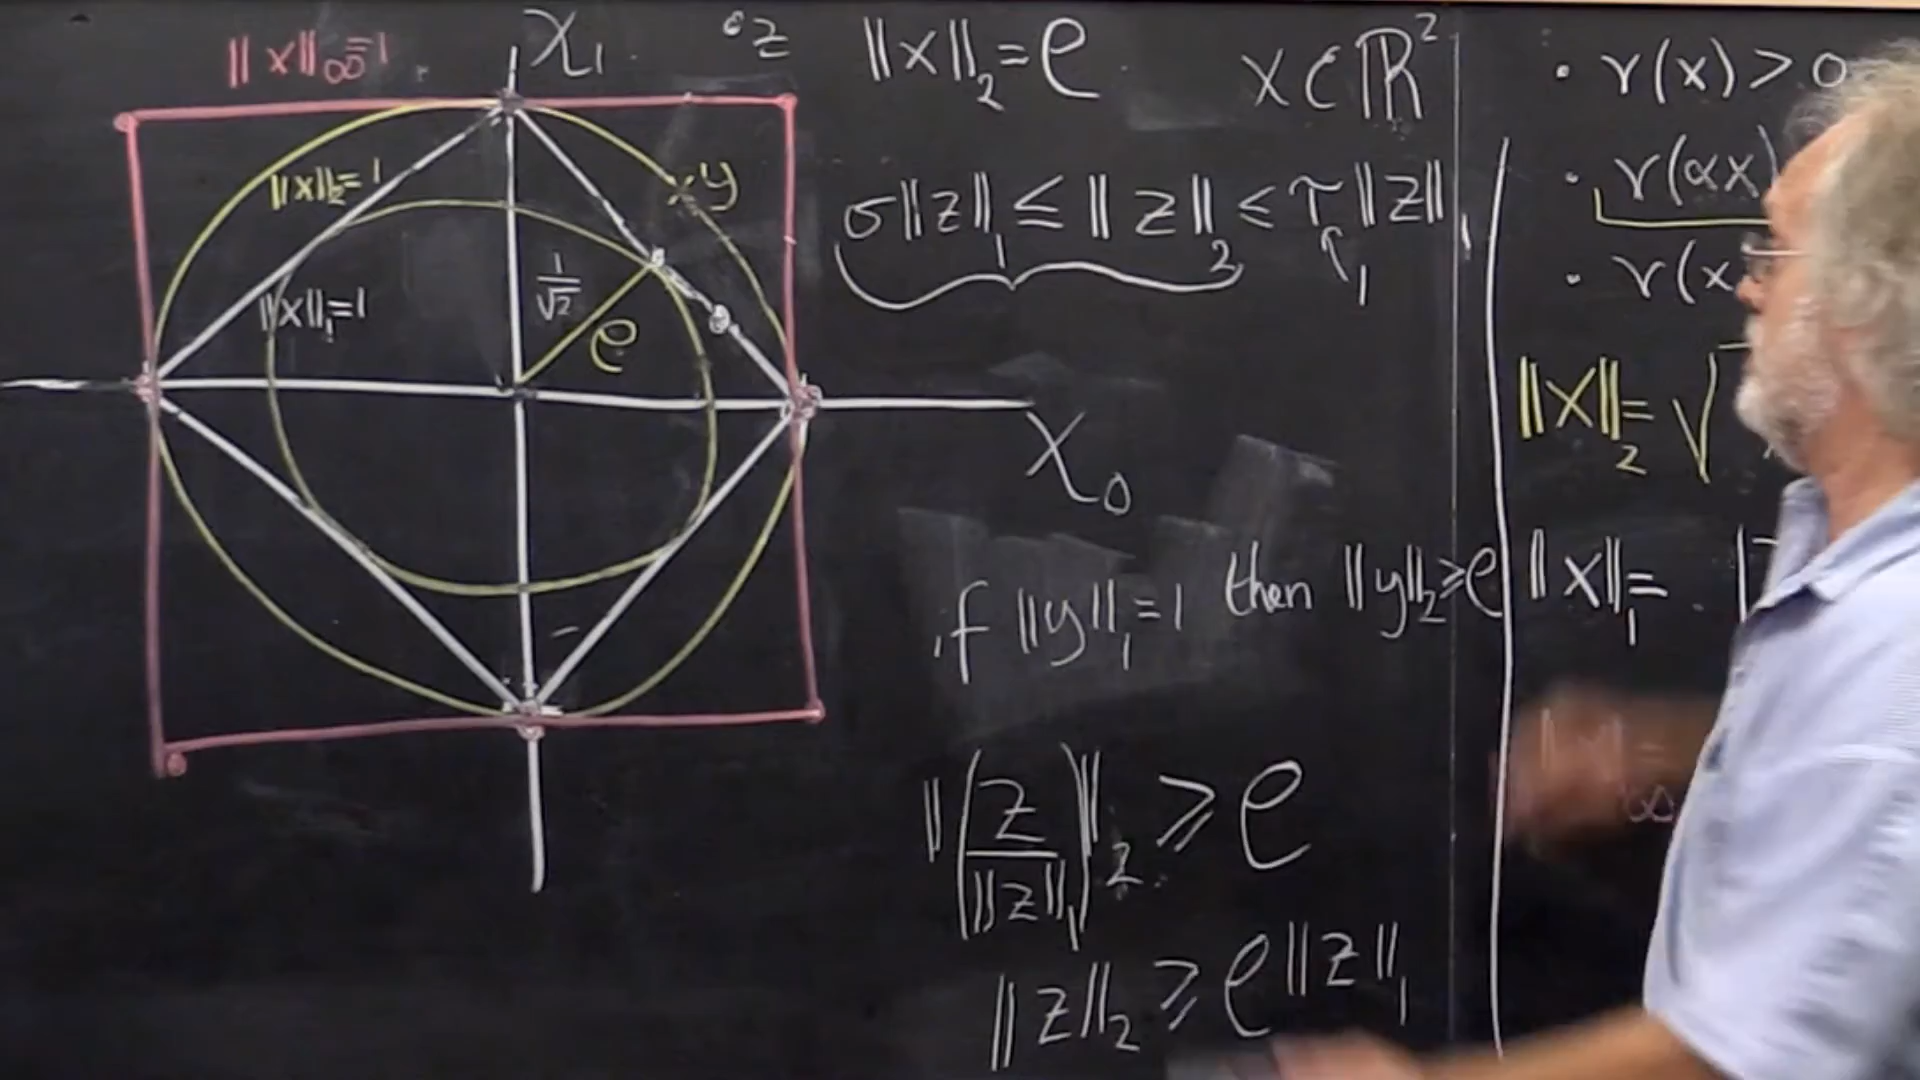 ‖x‖∞=1
x₁
°z
‖x‖₂=1
‖x‖₁=1
1/√2
ρ
y
x₀
‖x‖₂=ρ
x∈ℝ²
σ‖z‖₁≤‖z‖₂≤τ‖z‖₁
↑
1
if ‖y‖₁=1 then ‖y‖₂≥ρ
‖(z/‖z‖₁)‖₂≥ρ
‖z‖₂≥ρ‖z‖₁
· ν(x)>0
· ν(αx)
· ν(x
‖x‖₂=√
‖x‖₁=